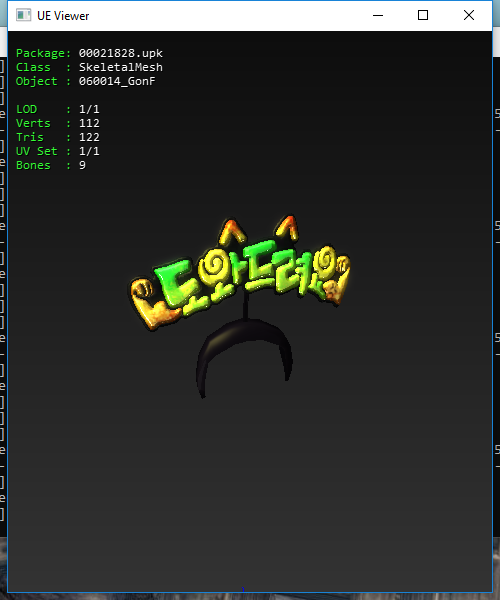 UE Viewer
Package: 00021828.upk
Class : SkeletalMesh
Object : 060014_GonF
LOD : 1/1
Verts : 112
Tris : 122
UV Set : 1/1
Bones : 9
도와드려요